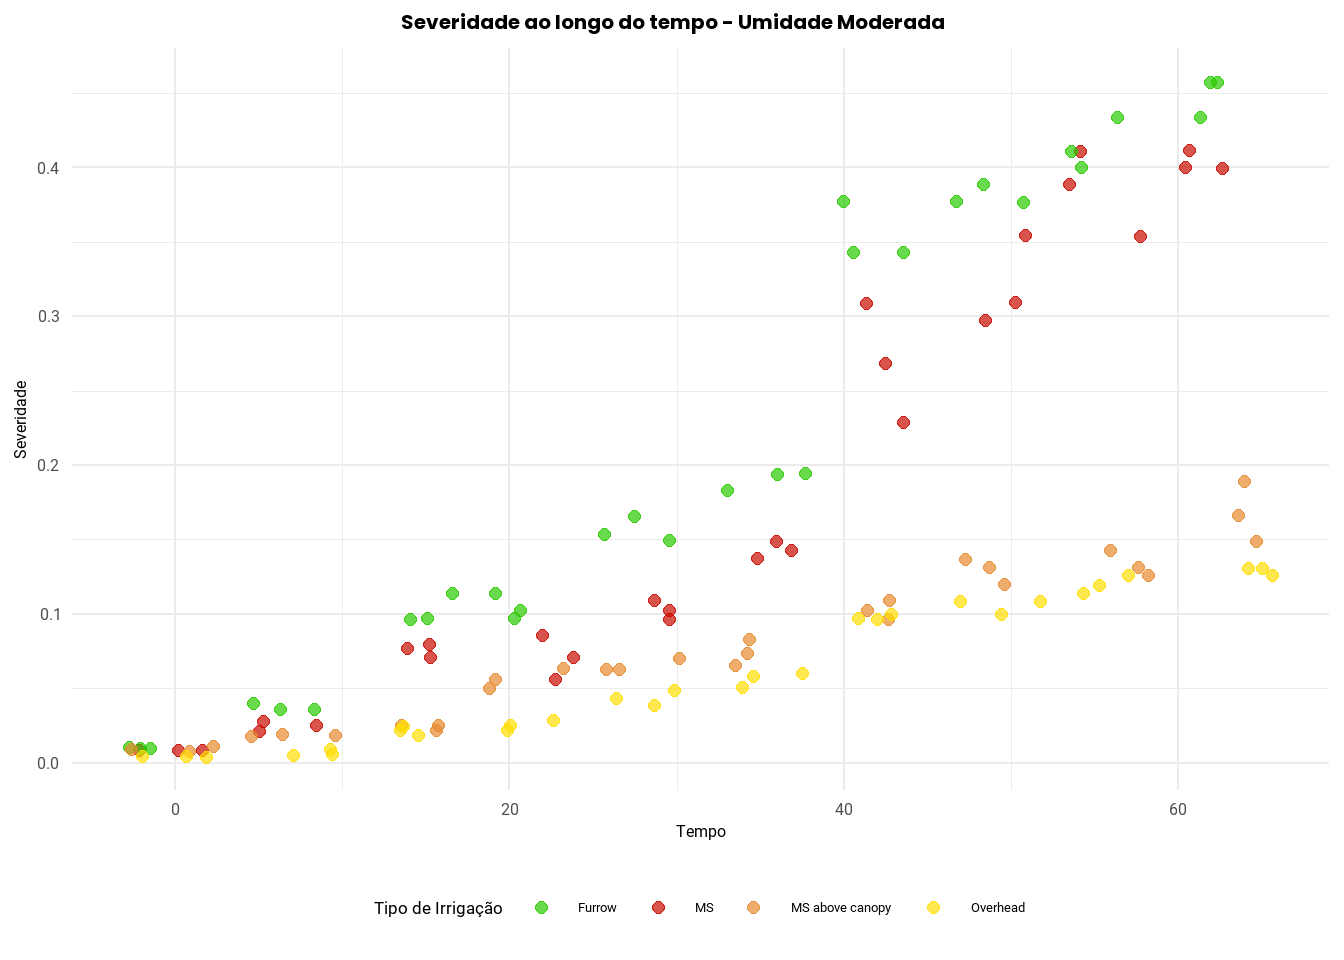 Severidade ao longo do tempo - Umidade Moderada
0.4
0.3
0.2
0.1
0.0
Severidade
0 20 40 60
Tempo
Tipo de Irrigação Furrow MS MS above canopy Overhead